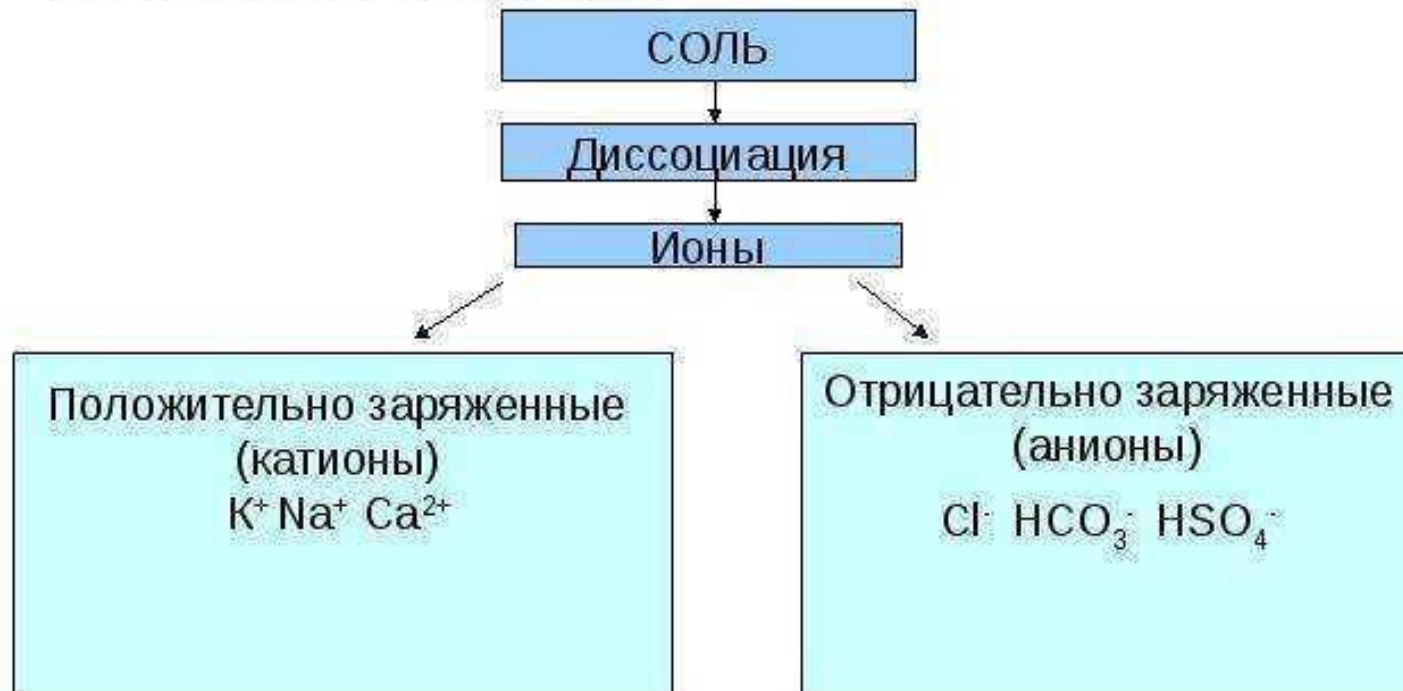 СОЛЬ
Диссоциация
Ионы
Положительно заряженные
(катионы)
K⁺ Na⁺ Ca²⁺
Отрицательно заряженные
(анионы)
Cl⁻ HCO₃⁻ HSO₄⁻